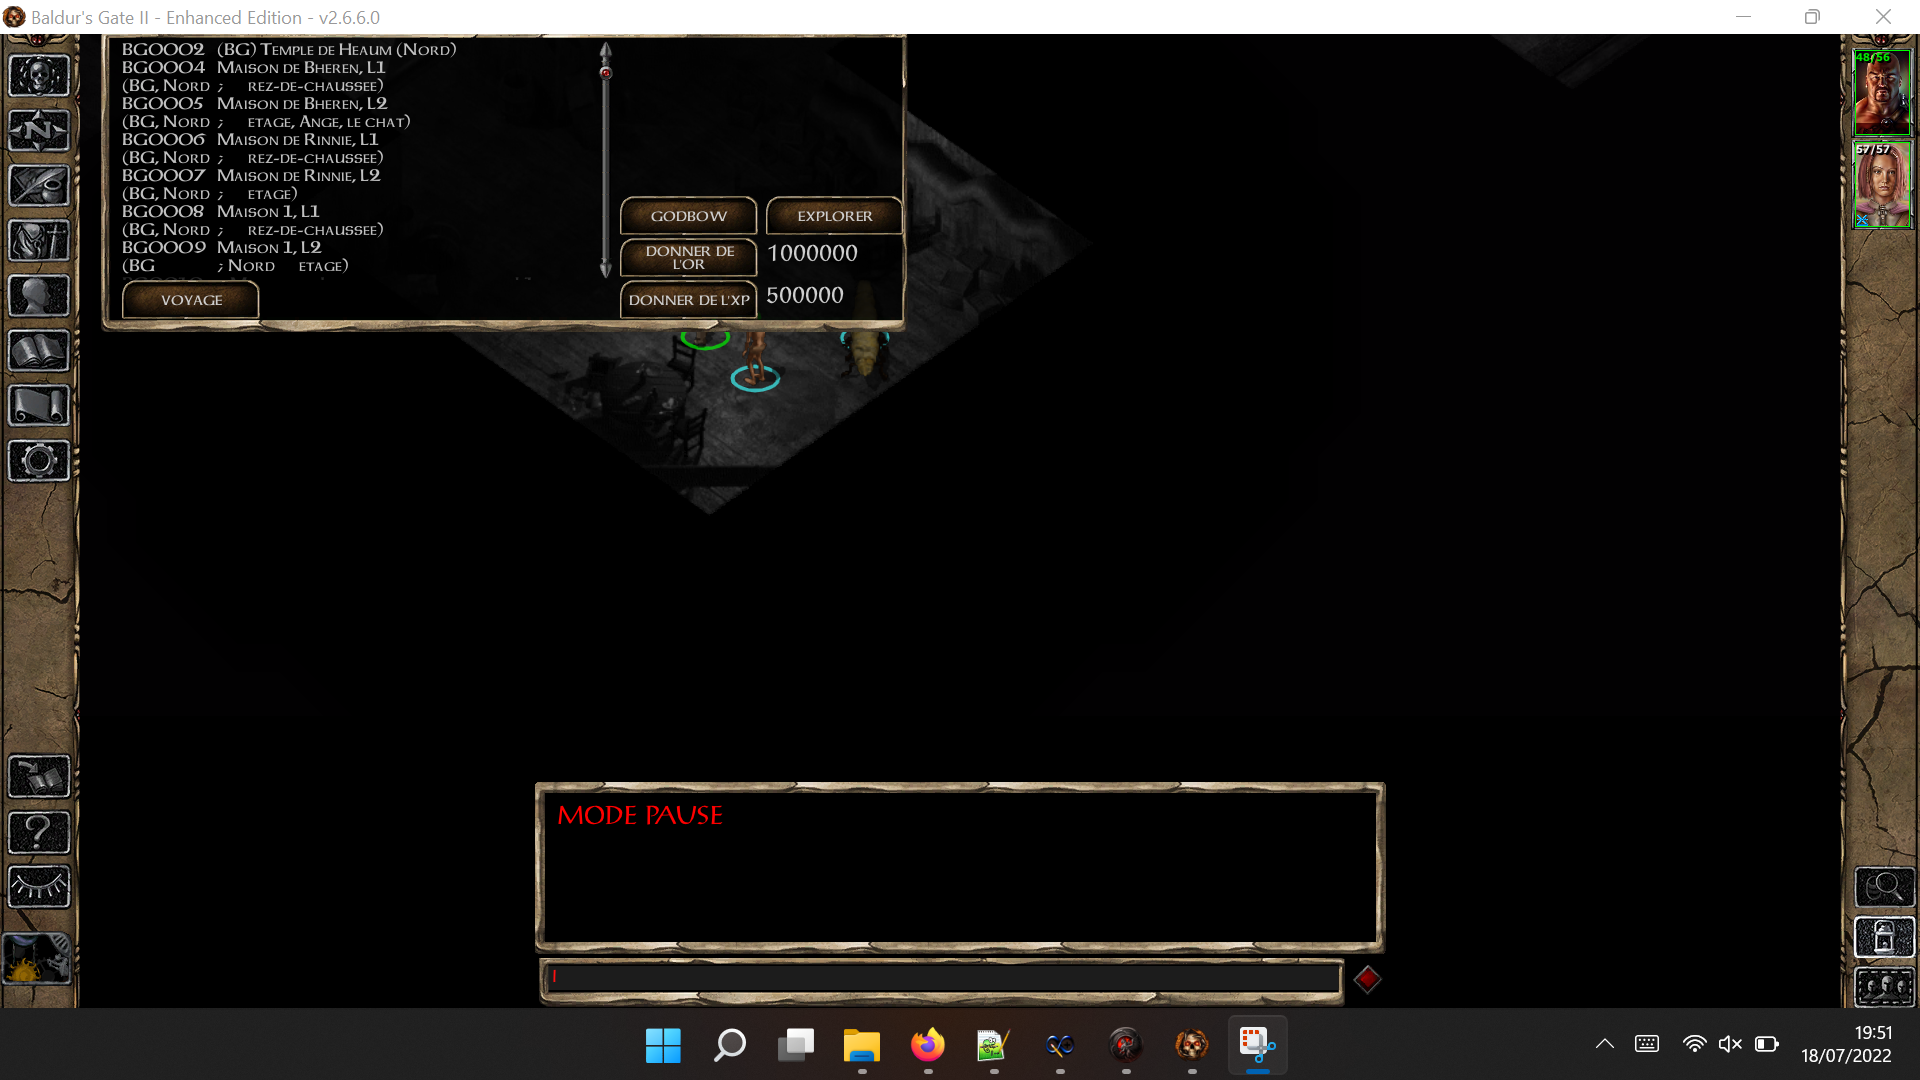 Baldur's Gate II - Enhanced Edition - v2.6.6.0
BG0002 (BG) Temple de Heaum (Nord)
BG0004 Maison de Bheren, L1
(BG, Nord ; rez-de-chaussee)
BG0005 Maison de Bheren, L2
(BG, Nord ; etage, Ange, le chat)
BG0006 Maison de Rinnie, L1
(BG, Nord ; rez-de-chaussee)
BG0007 Maison de Rinnie, L2
(BG, Nord ; etage)
BG0008 Maison 1, L1
(BG, Nord ; rez-de-chaussee)
BG0009 Maison 1, L2
(BG ; Nord etage)
VOYAGE
GODBOW
EXPLORER
DONNER DE
L'OR
1000000
DONNER DE L'XP
500000
48/56
57/57
N
MODE PAUSE
19:51
18/07/2022